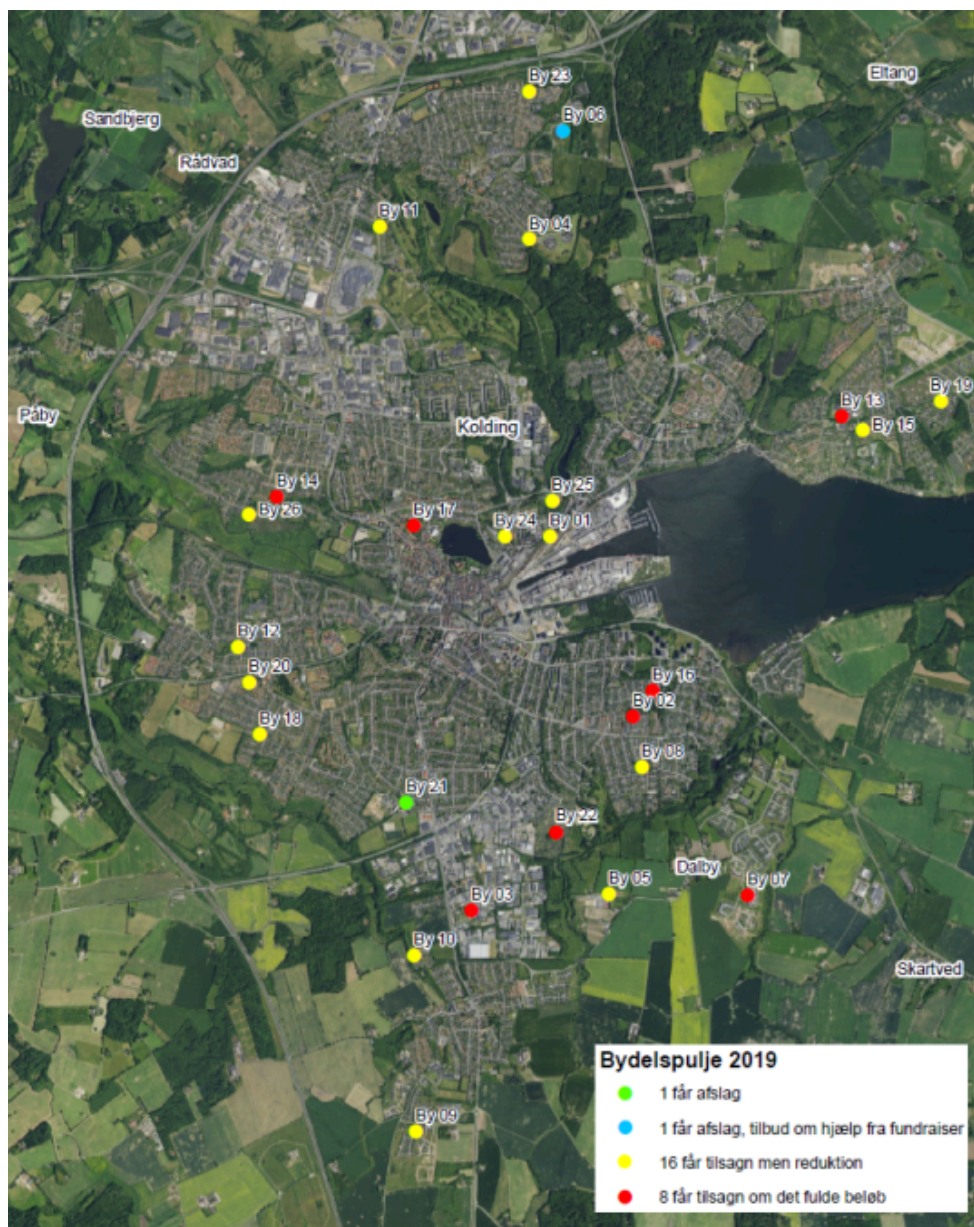 By 23
Eltang
By 06
Sandbjerg
Rådvad
By 11
By 04
By 19
By 13
Påby
By 15
Kolding
By 14
By 25
By 26
By 17
By 24
By 01
By 12
By 20
By 16
By 02
By 18
By 08
By 21
By 22
Dalby
By 05
By 07
By 03
By 10
Skartved
Bydelspulje 2019
1 får afslag
1 får afslag, tilbud om hjælp fra fundraiser
By 09
16 får tilsagn men reduktion
8 får tilsagn om det fulde beløb